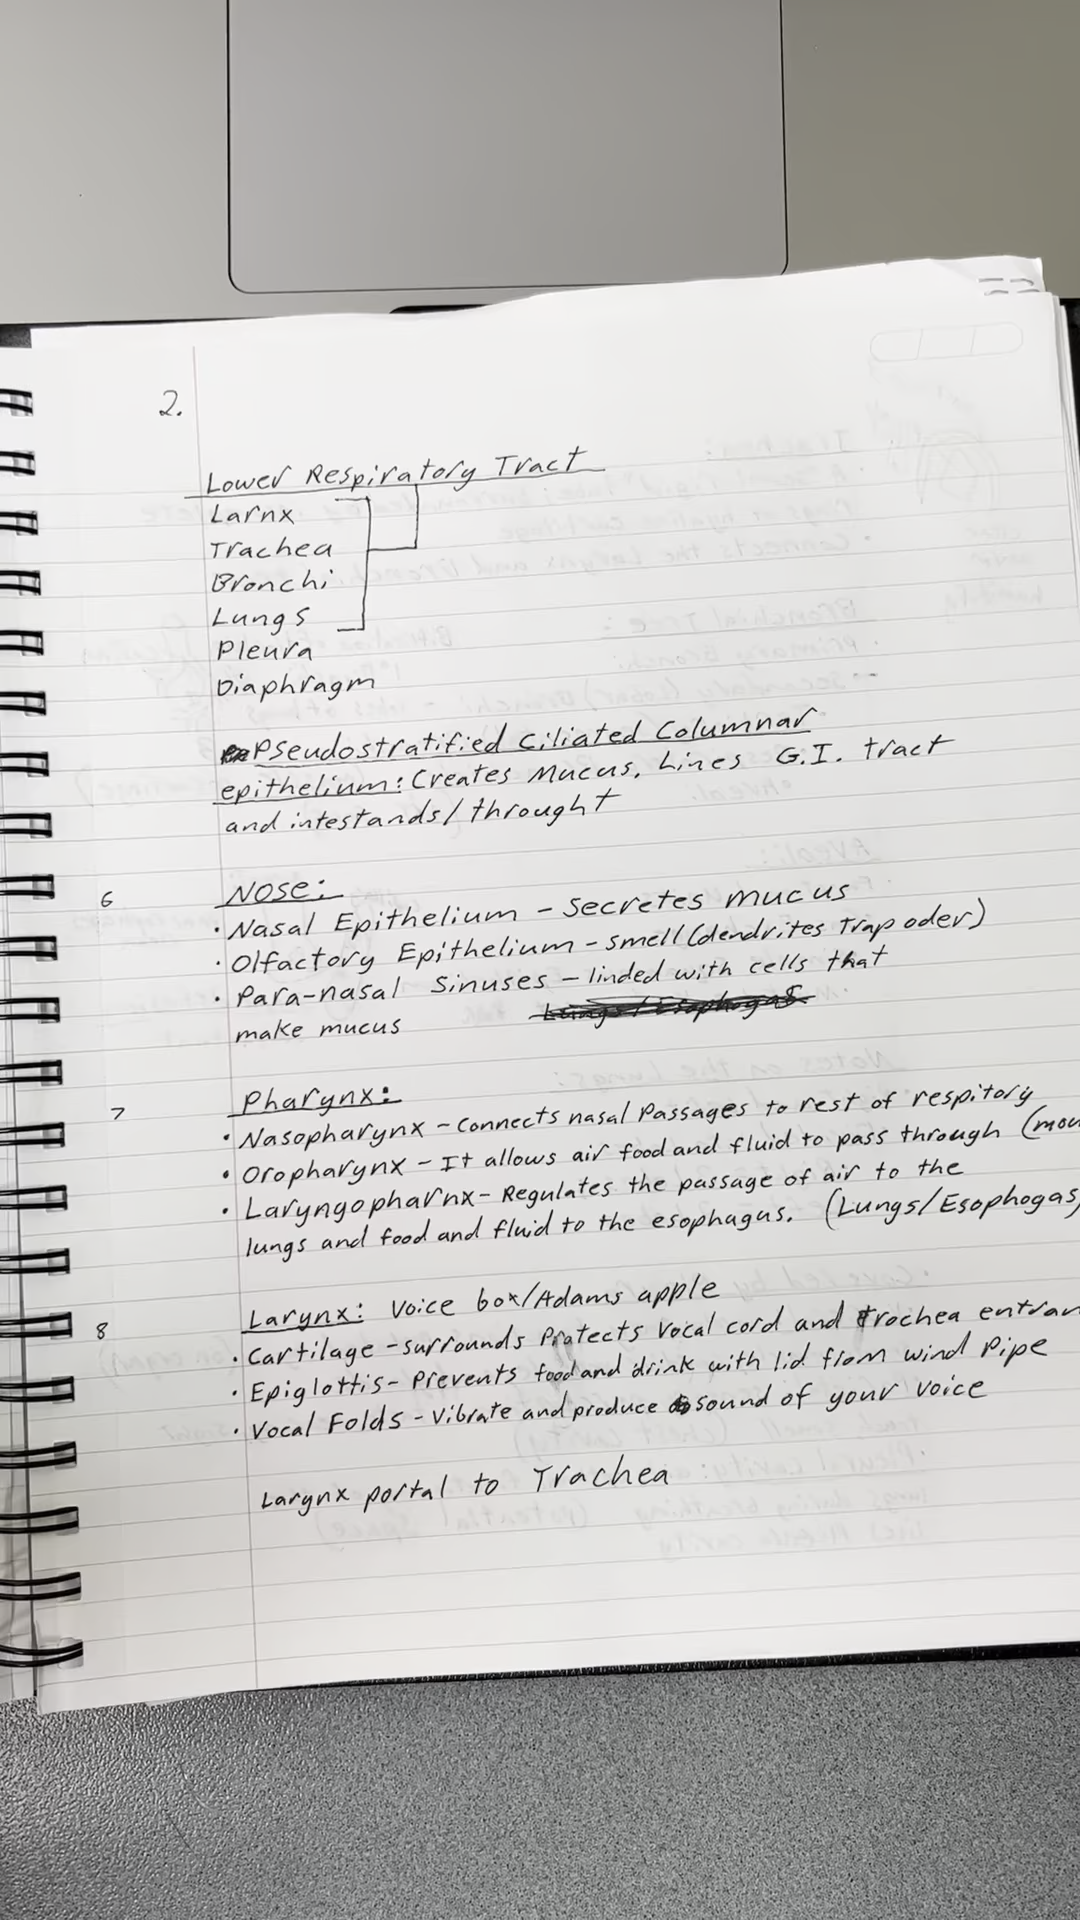 2.
Lower Respiratory Tract
Larnx
Trachea
Bronchi
Lungs
Pleura
Diaphragm
Pseudostratified Ciliated Columnar
epithelium: Creates Mucus. Lines G.I. tract
and intestands/throught
6 Nose:
• Nasal Epithelium - Secretes mucus
• Olfactory Epithelium - smell (dendrites Trap oder)
• Para-nasal Sinuses - linded with cells that
make mucus Lungs/Esophogas
7 Pharynx:
• Nasopharynx - Connects nasal Passages to rest of respitory
• Oropharynx - It allows air food and fluid to pass through (mou
• Laryngopharnx - Regulates the passage of air to the
lungs and food and fluid to the esophagus. (Lungs/Esophogas)
8 Larynx: Voice box/Adams apple
• Cartilage - surrounds Protects Vocal cord and trochea entran
• Epiglottis - Prevents food and drink with lid from wind Pipe
• Vocal Folds - Vibrate and produce sound of your voice
Larynx portal to Trachea